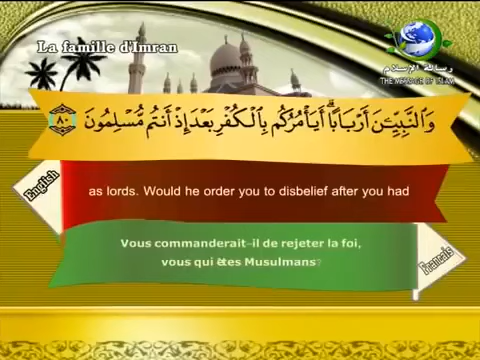 La famille d'Imran
رسالة الإسلام
THE MESSAGE OF ISLAM
وَالنَّبِيِّـۧنَ أَرْبَابًا ۗ أَيَأْمُرُكُم بِالْكُفْرِ بَعْدَ إِذْ أَنتُم مُّسْلِمُونَ ٨٠
English
as lords. Would he order you to disbelief after you had
Vous commanderait-il de rejeter la foi,
vous qui êtes Musulmans?
Francais